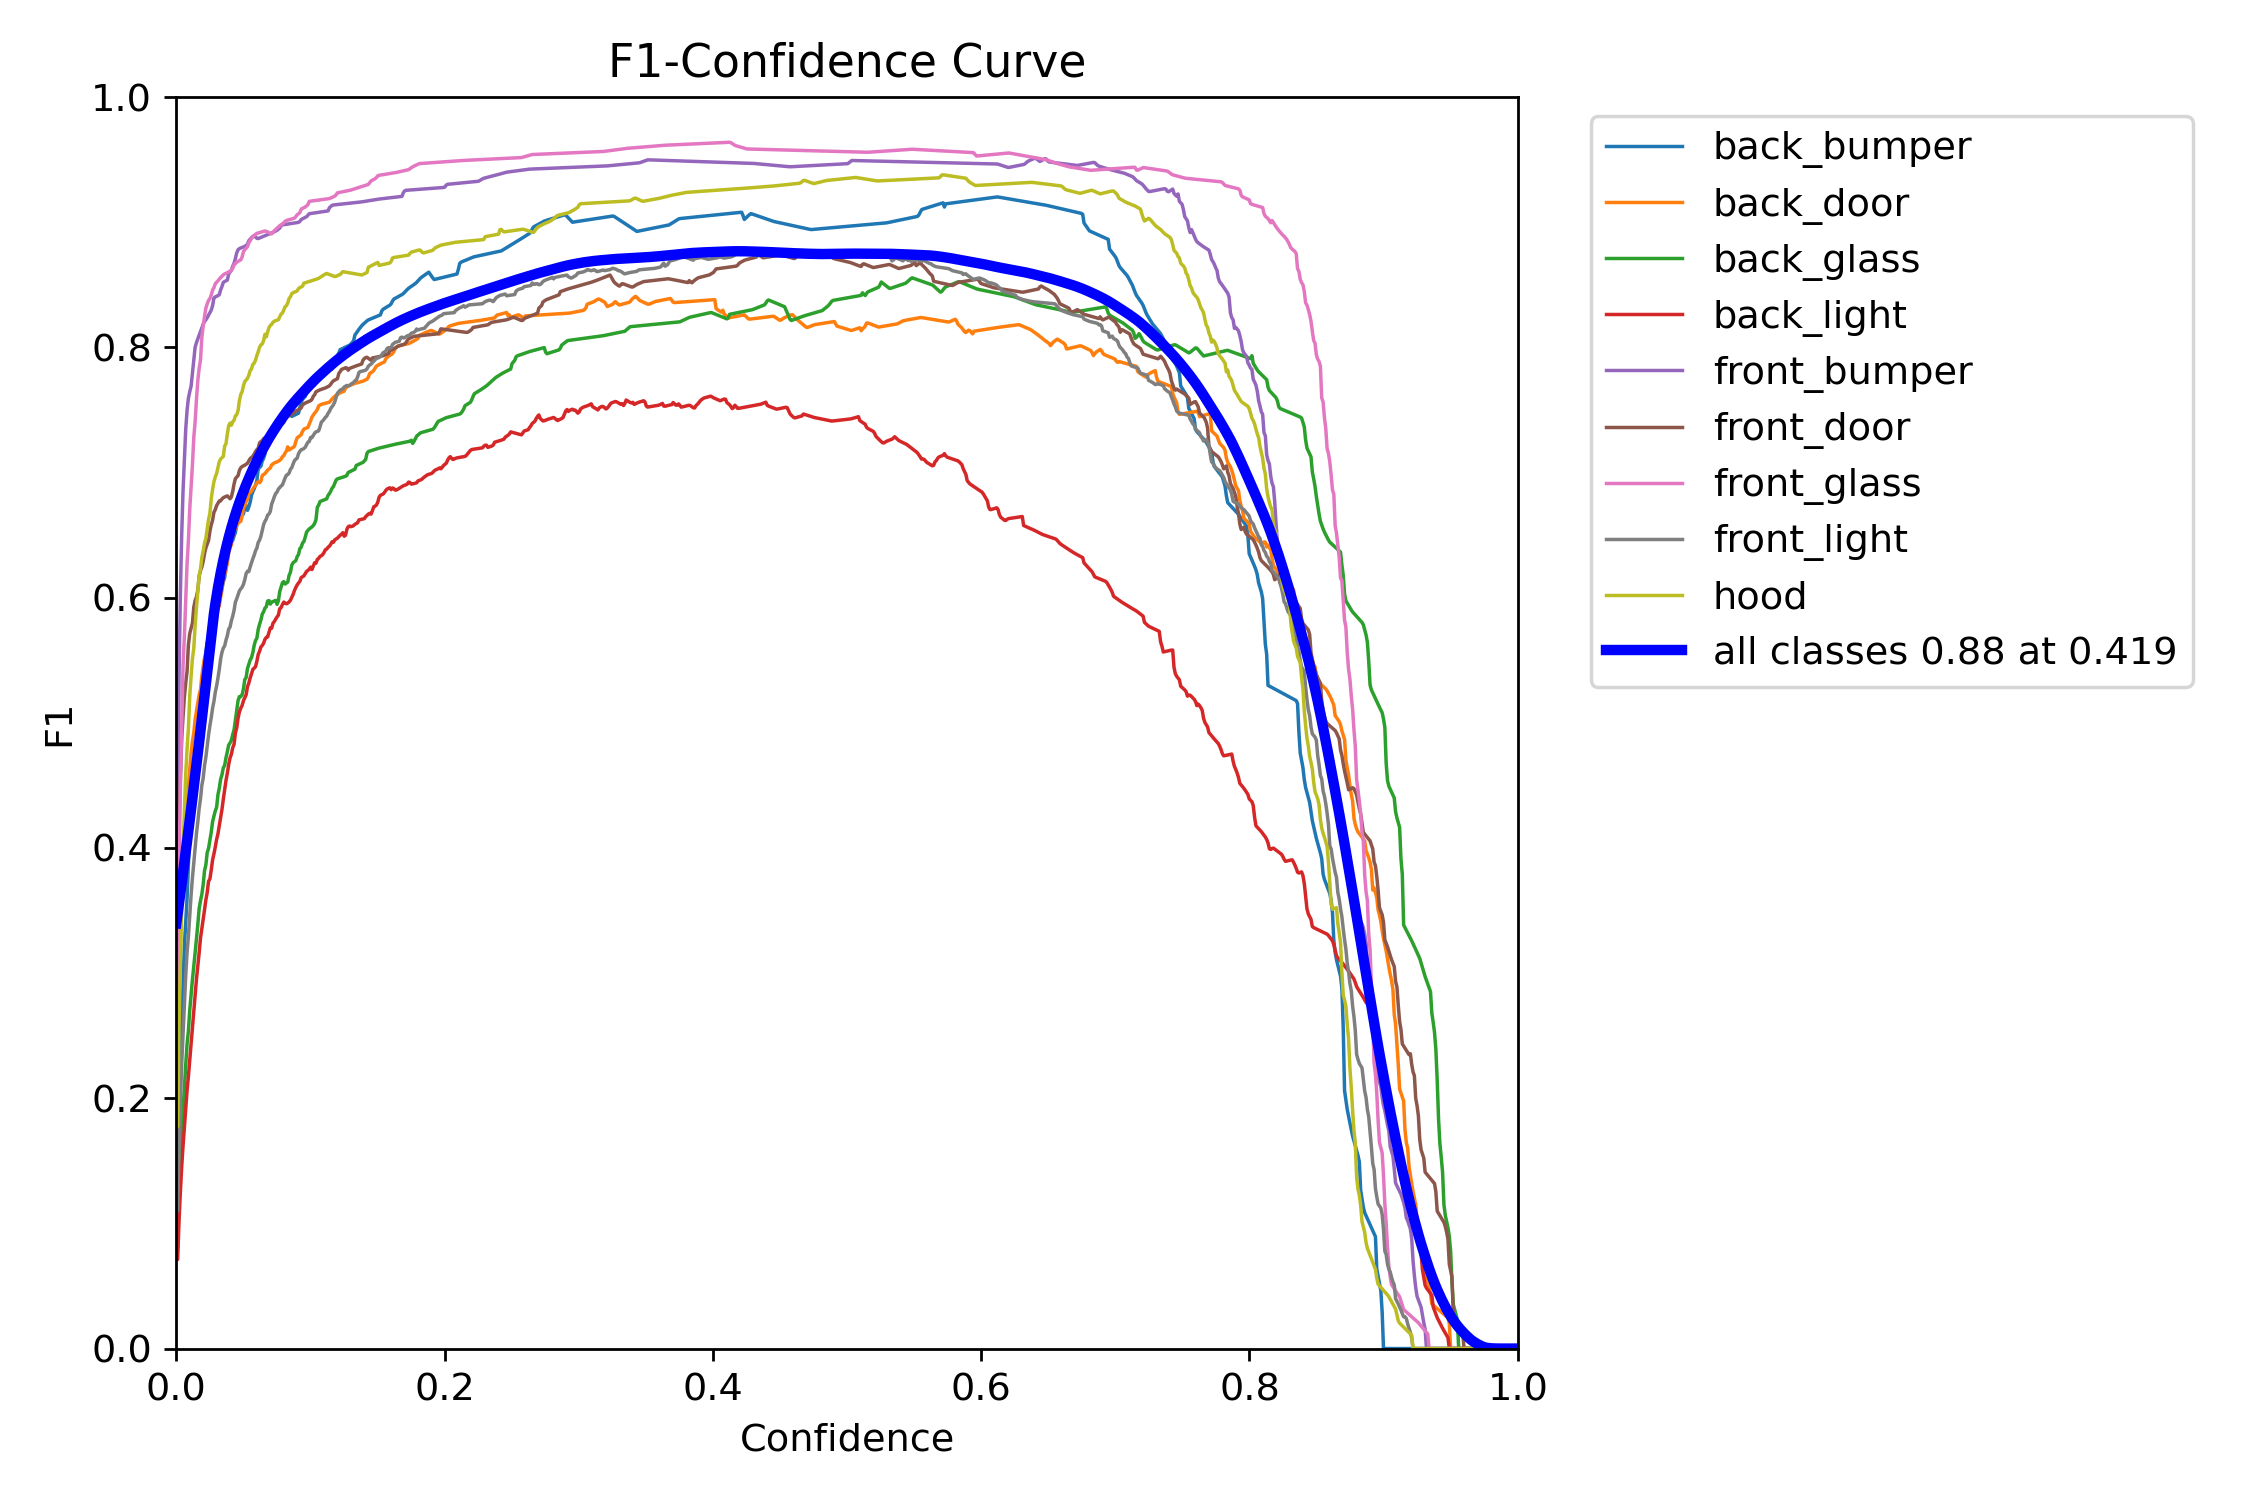 F1-Confidence Curve
1.0
0.8
0.6
0.4
0.2
0.0
F1
0.0 0.2 0.4 0.6 0.8 1.0
Confidence
back_bumper
back_door
back_glass
back_light
front_bumper
front_door
front_glass
front_light
hood
all classes 0.88 at 0.419